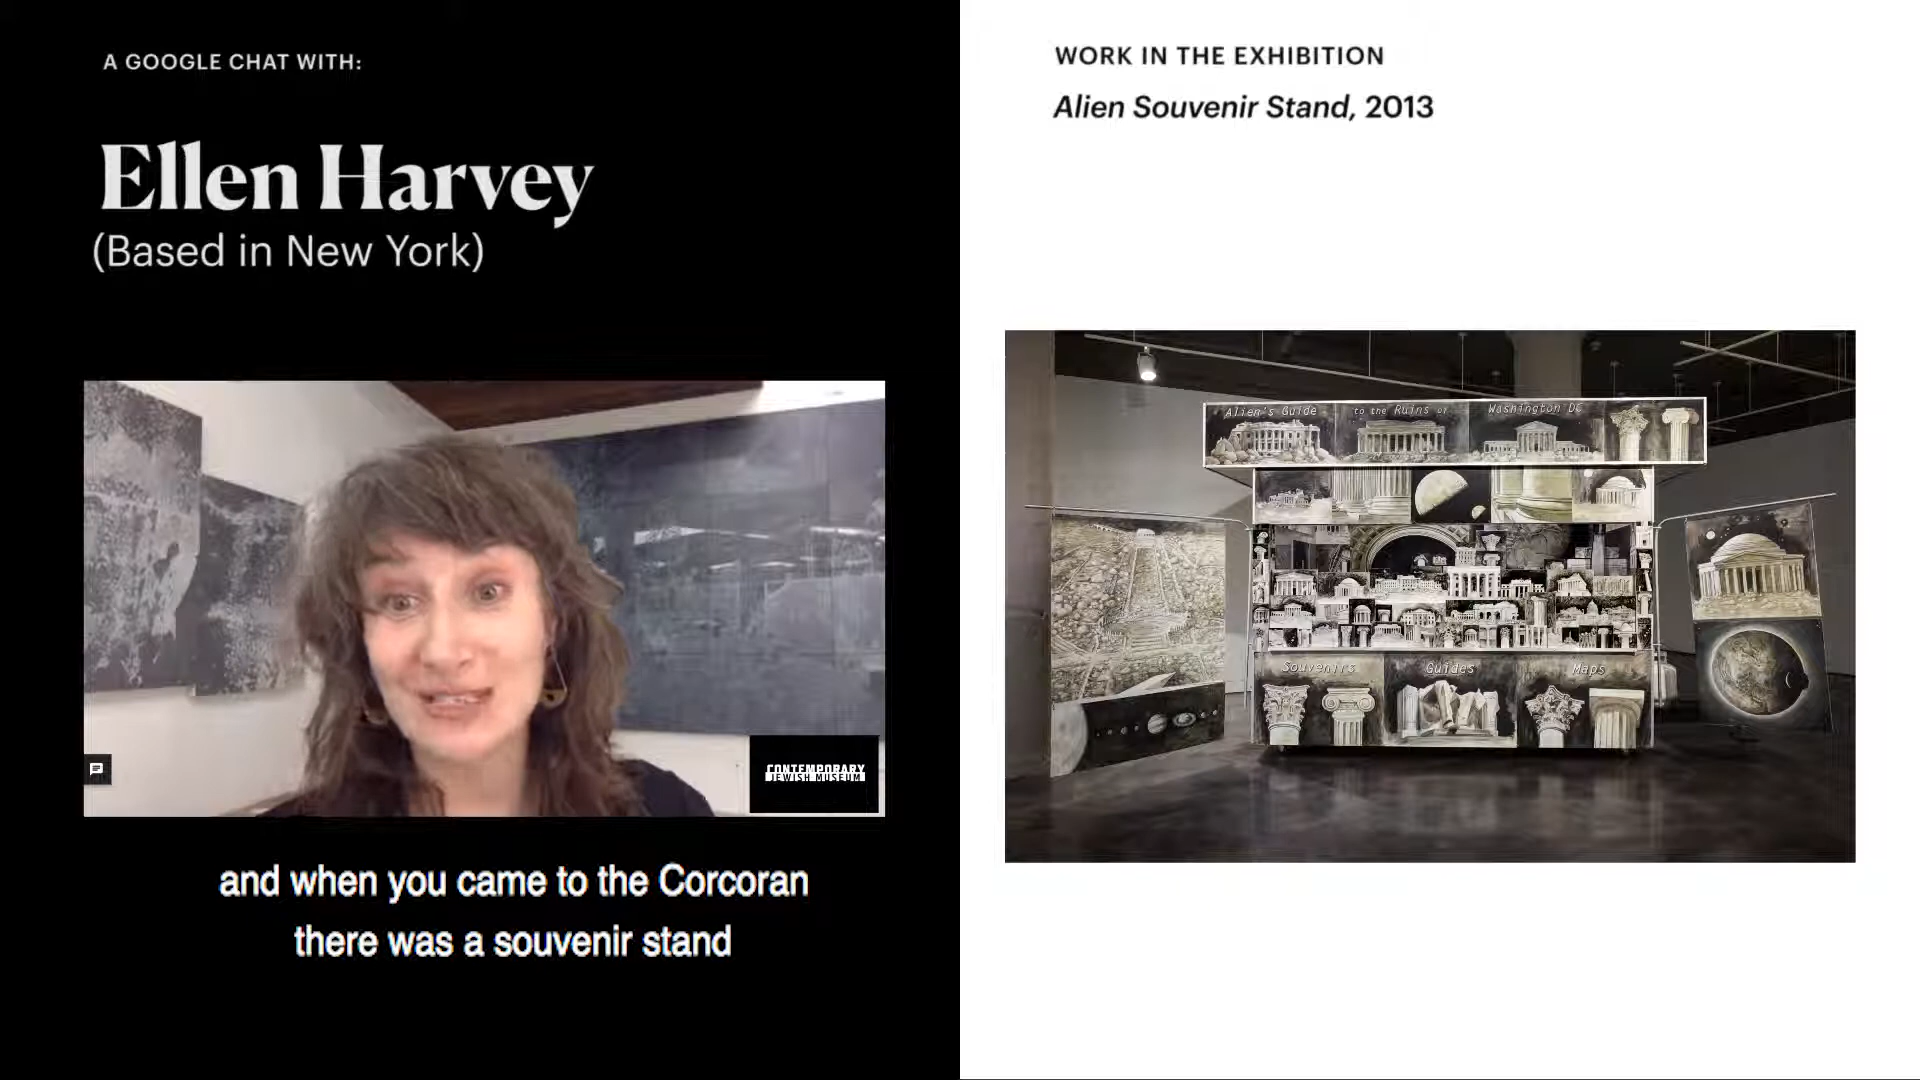 A GOOGLE CHAT WITH:
Ellen Harvey
(Based in New York)
CONTEMPORARY
JEWISH MUSEUM
and when you came to the Corcoran
there was a souvenir stand
WORK IN THE EXHIBITION
Alien Souvenir Stand, 2013
Alien's Guide to the Ruins of Washington DC
Souvenirs Guides Maps